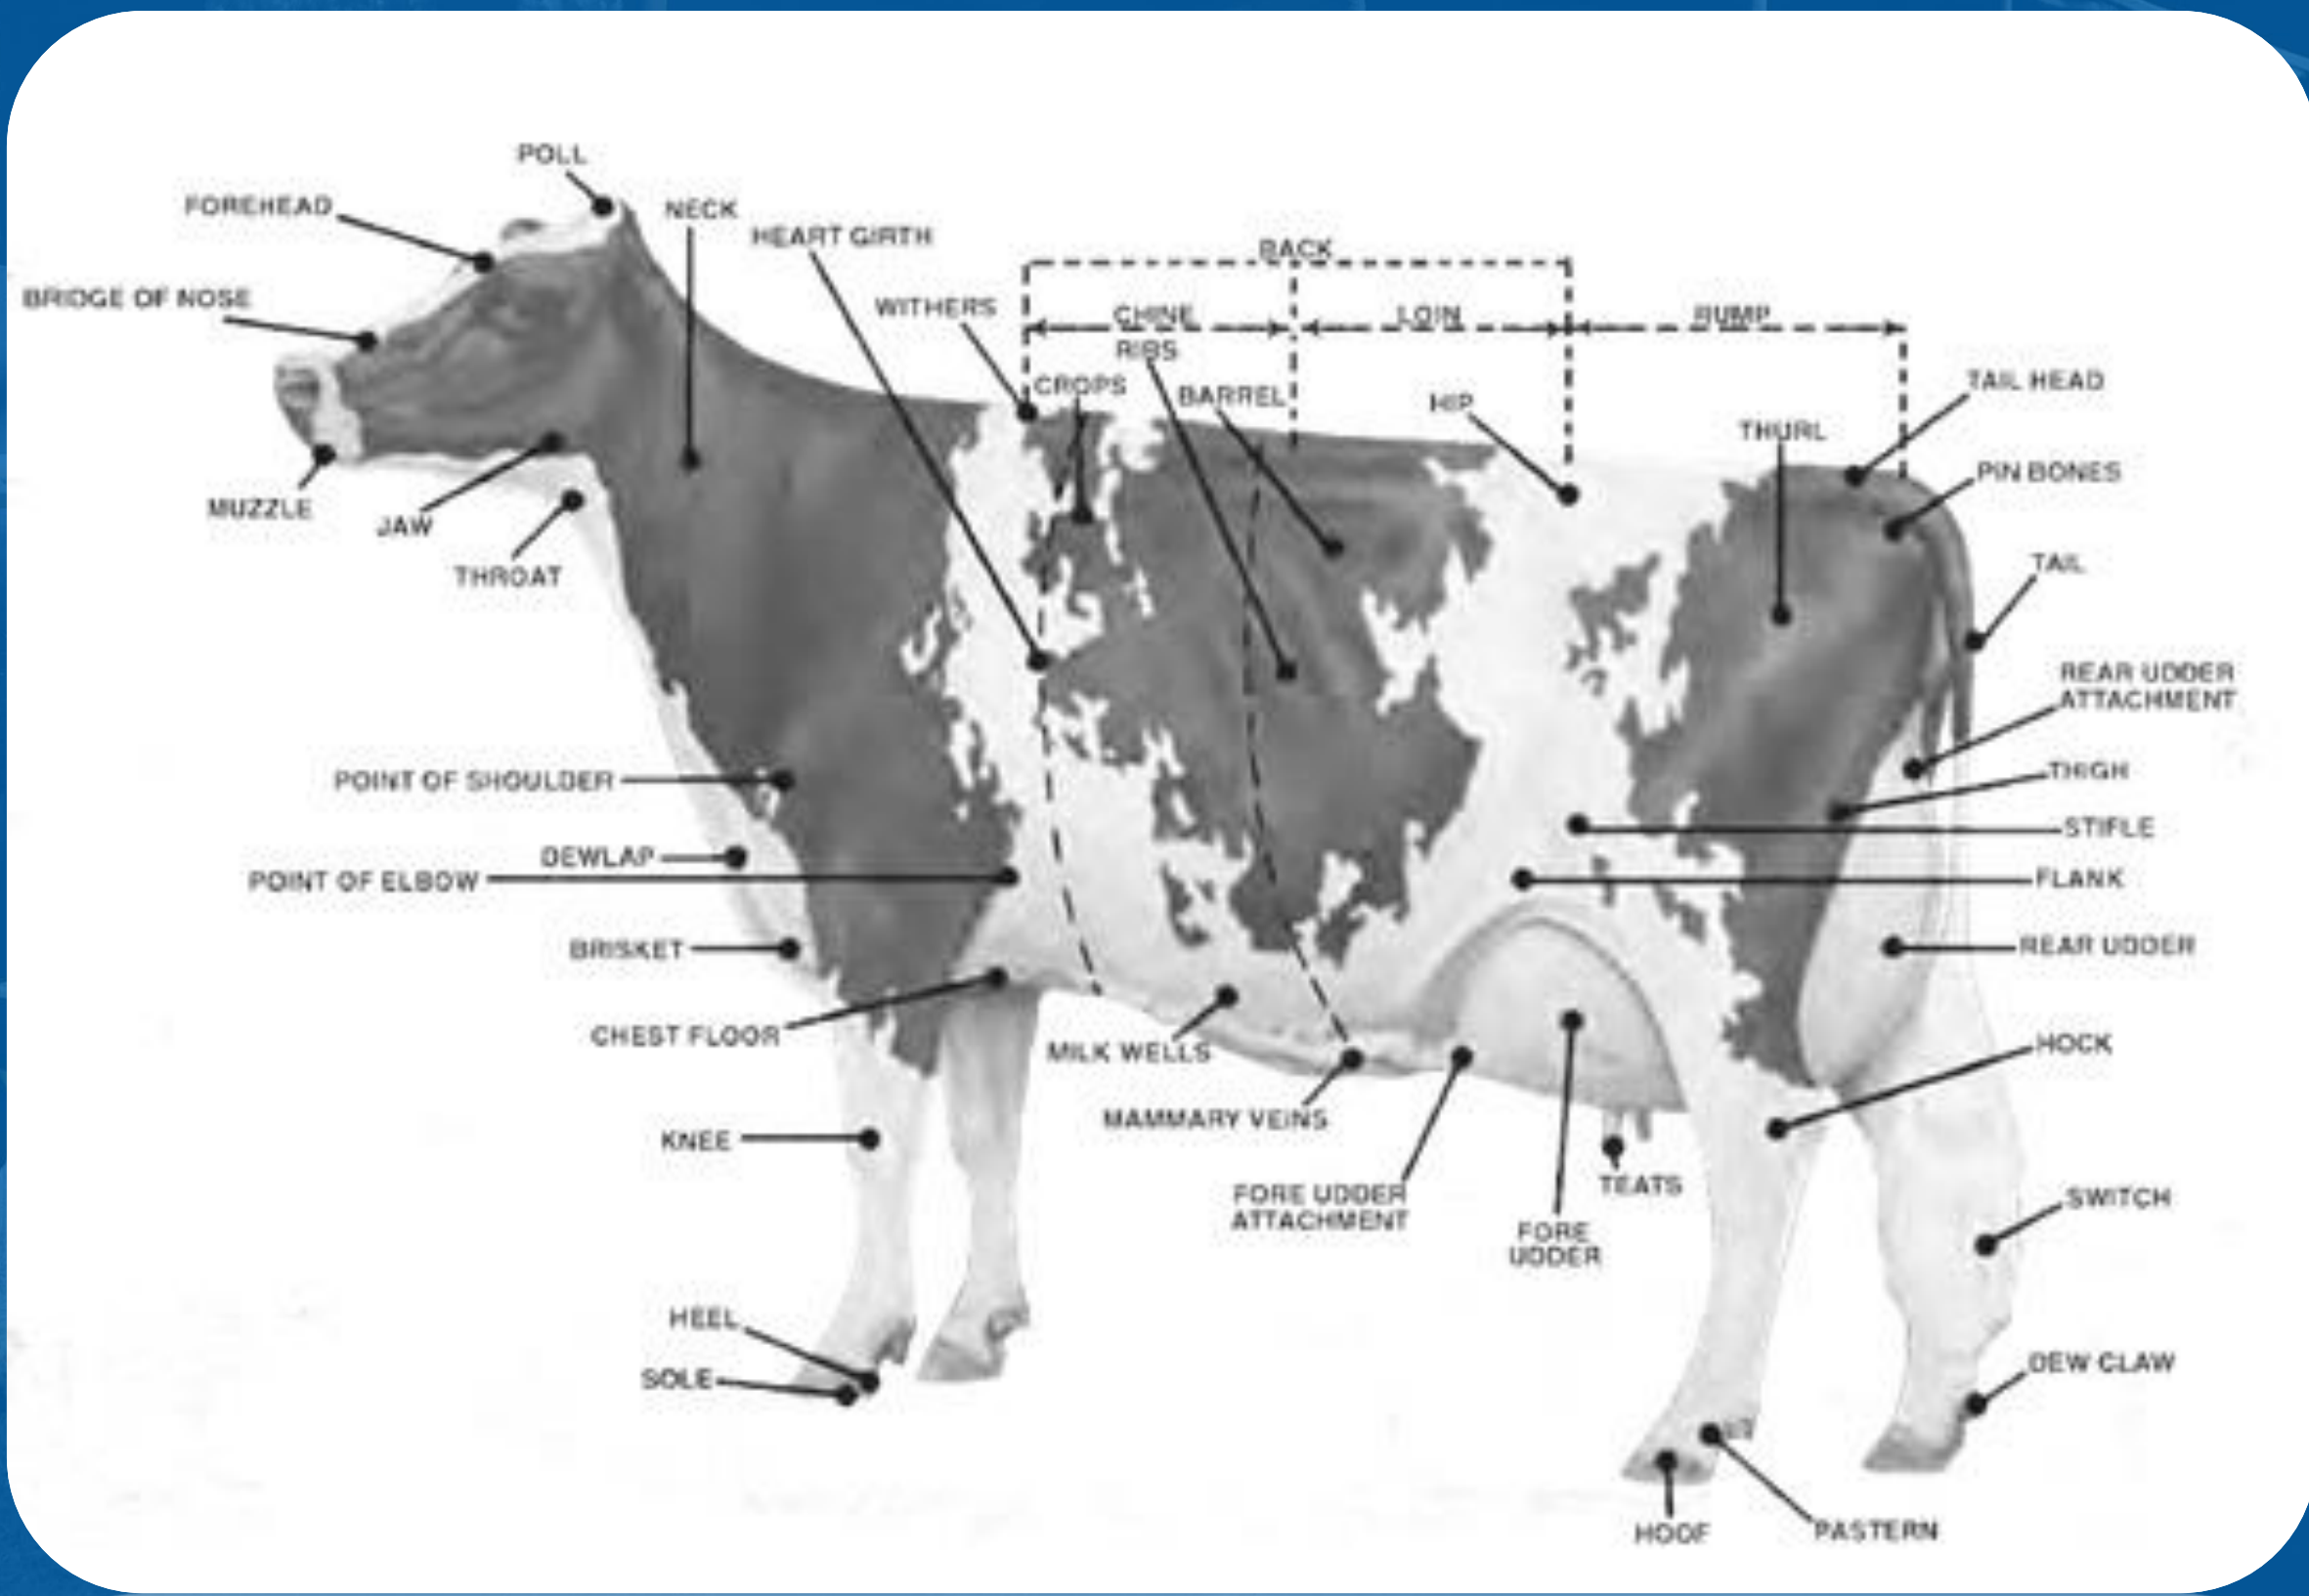 POLL
FOREHEAD
NECK
HEART GIRTH
BACK
BRIDGE OF NOSE
WITHERS
CHINE
LOIN
RUMP
RIBS
CROPS
BARREL
HIP
TAIL HEAD
THURL
PIN BONES
MUZZLE
JAW
THROAT
TAIL
REAR UDDER
ATTACHMENT
POINT OF SHOULDER
THIGH
STIFLE
DEWLAP
POINT OF ELBOW
FLANK
BRISKET
REAR UDDER
CHEST FLOOR
MILK WELLS
HOCK
MAMMARY VEINS
KNEE
FORE UDDER
ATTACHMENT
TEATS
SWITCH
FORE
UDDER
HEEL
SOLE
DEW CLAW
HOOF
PASTERN